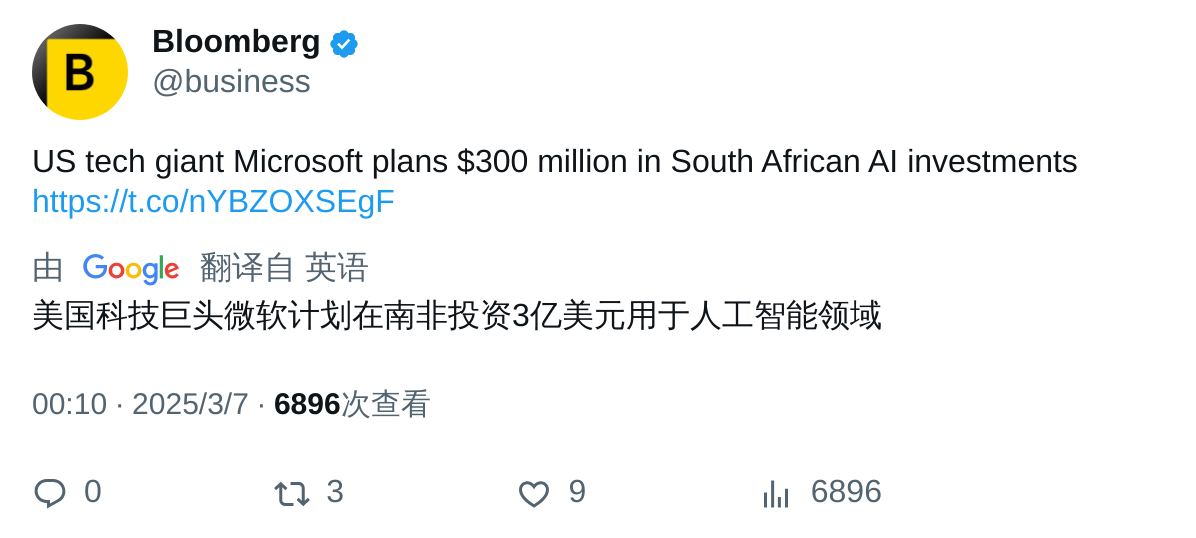 B
Bloomberg
@business
US tech giant Microsoft plans $300 million in South African AI investments
https://t.co/nYBZOXSEgF
由 Google 翻译自 英语
美国科技巨头微软计划在南非投资3亿美元用于人工智能领域
00:10 · 2025/3/7 · 6896次查看
0 3 9 6896